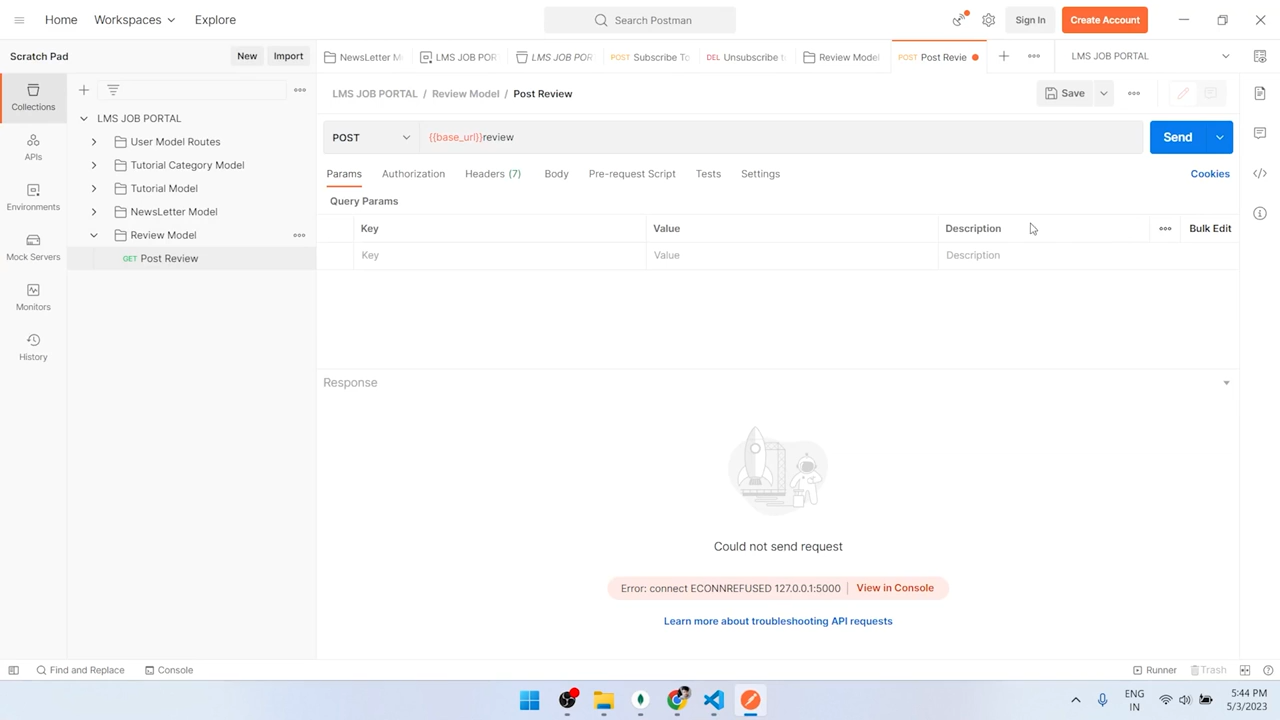 Home Workspaces Explore Search Postman Sign In Create Account
Scratch Pad New Import NewsLetter M LMS JOB POR LMS JOB POR POST Subscribe To DEL Unsubscribe to Review Model POST Post Revie LMS JOB PORTAL
Collections
APIs
Environments
Mock Servers
Monitors
History
LMS JOB PORTAL
User Model Routes
Tutorial Category Model
Tutorial Model
NewsLetter Model
Review Model
GET Post Review
LMS JOB PORTAL / Review Model / Post Review Save
POST {{base_url}}review Send
Params Authorization Headers (7) Body Pre-request Script Tests Settings Cookies
Query Params
Key Value Description Bulk Edit
Key Value Description
Response
Could not send request
Error: connect ECONNREFUSED 127.0.0.1:5000 View in Console
Learn more about troubleshooting API requests
Find and Replace Console Runner Trash
ENG
IN
5:44 PM
5/3/2023